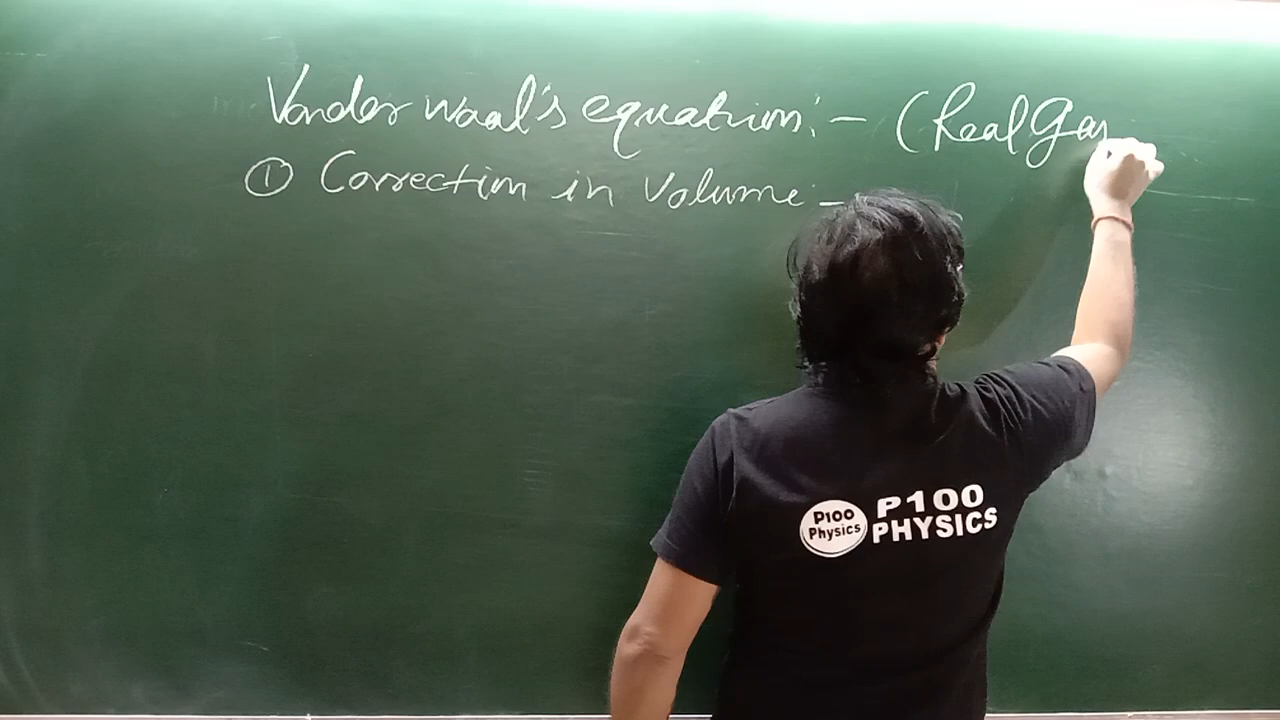 Vander waal's equation:- (Real Gas
① Correction in Volume:-
P100 Physics
P100 PHYSICS